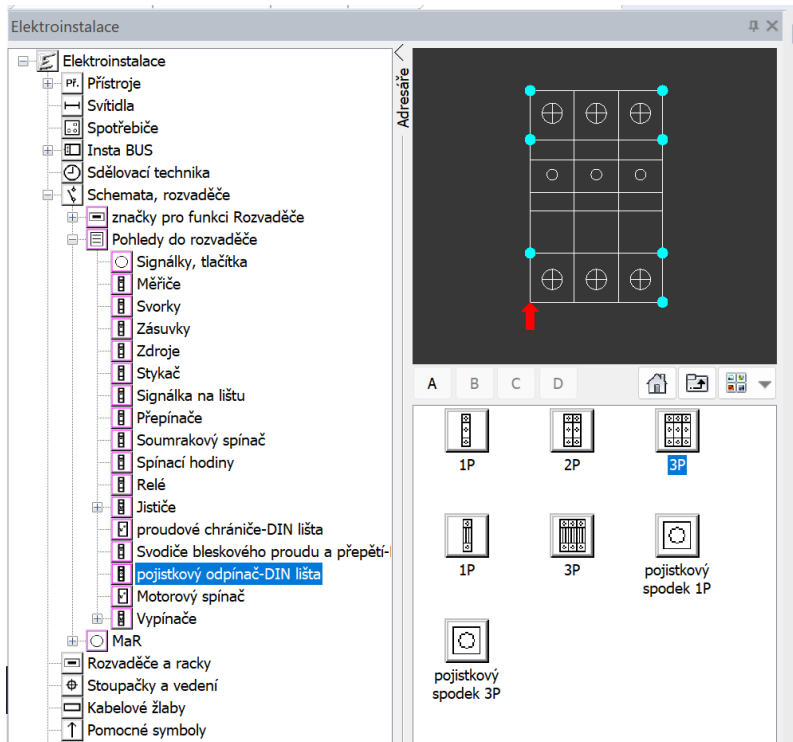 Elektroinstalace
Elektroinstalace
Př. Přístroje
Svítidla
Spotřebiče
Insta BUS
Sdělovací technika
Schemata, rozvaděče
značky pro funkci Rozvaděče
Pohledy do rozvaděče
Signálky, tlačítka
Měřiče
Svorky
Zásuvky
Zdroje
Stykač
Signálka na lištu
Přepínače
Soumrakový spínač
Spínací hodiny
Relé
Jističe
proudové chrániče-DIN lišta
Svodiče bleskového proudu a přepětí-
pojistkový odpínač-DIN lišta
Motorový spínač
Vypínače
MaR
Rozvaděče a racky
Stoupačky a vedení
Kabelové žlaby
Pomocné symboly
Adresáře
A B C D
1P 2P 3P
1P 3P pojistkový
spodek 1P
pojistkový
spodek 3P